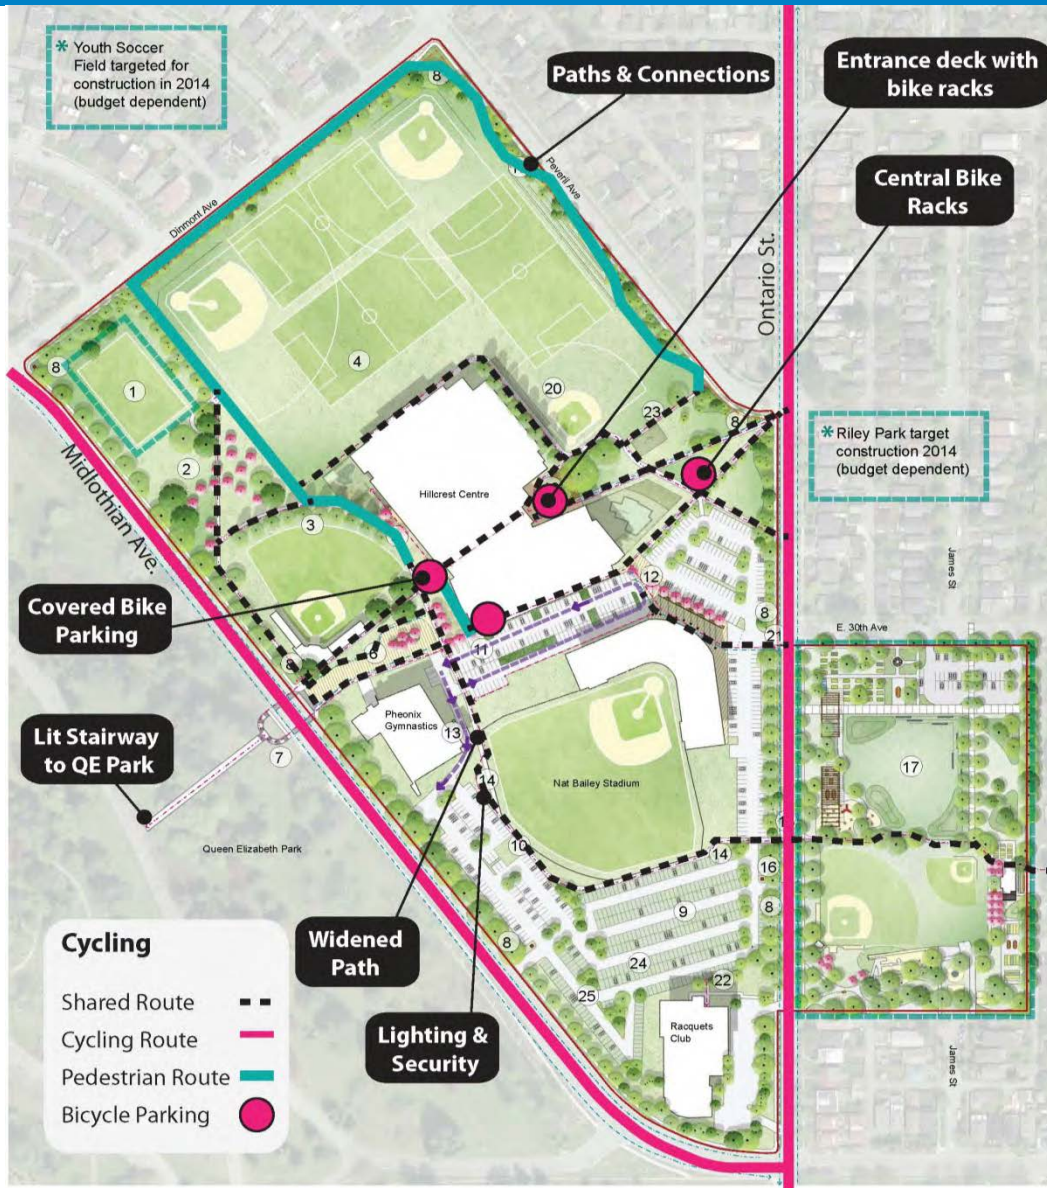 * Youth Soccer
Field targeted for
construction in 2014
(budget dependent)
Paths & Connections
Entrance deck with
bike racks
Central Bike
Racks
Dinmont Ave
Peveril Ave
Ontario St.
8
1
4
8
1
2
20
23
8
* Riley Park target
construction 2014
(budget dependent)
Hillcrest Centre
Midlothian Ave.
3
James St
Covered Bike
Parking
12
8
11
21
E. 30th Ave
8
6
Pheonix
Gymnastics
13
Lit Stairway
to QE Park
7
14
Nat Bailey Stadium
17
Queen Elizabeth Park
10
14
16
9
8
Widened
Path
8
24
25
22
Racquets
Club
Lighting &
Security
James St
Cycling
Shared Route
Cycling Route
Pedestrian Route
Bicycle Parking